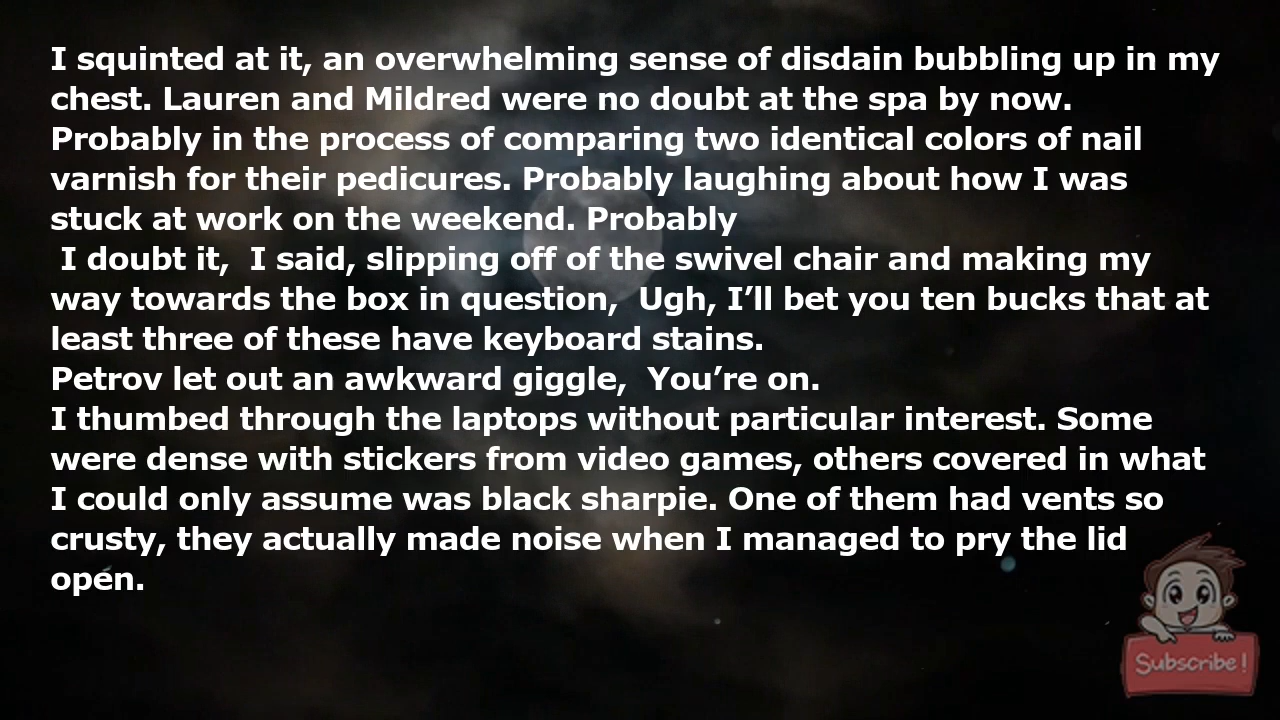 I squinted at it, an overwhelming sense of disdain bubbling up in my
chest. Lauren and Mildred were no doubt at the spa by now.
Probably in the process of comparing two identical colors of nail
varnish for their pedicures. Probably laughing about how I was
stuck at work on the weekend. Probably
I doubt it,  I said, slipping off of the swivel chair and making my
way towards the box in question,  Ugh, I’ll bet you ten bucks that at
least three of these have keyboard stains.
Petrov let out an awkward giggle,  You’re on.
I thumbed through the laptops without particular interest. Some
were dense with stickers from video games, others covered in what
I could only assume was black sharpie. One of them had vents so
crusty, they actually made noise when I managed to pry the lid
open.
Subscribe!